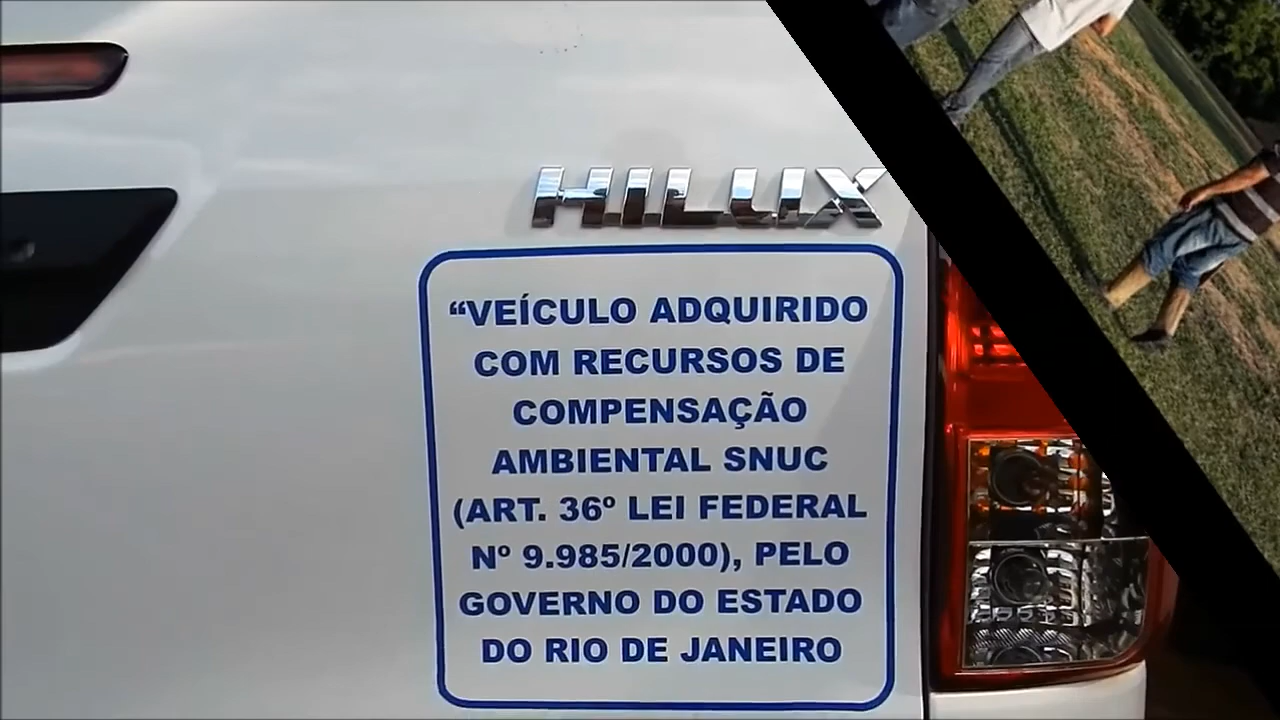 HILUX
“VEÍCULO ADQUIRIDO
COM RECURSOS DE
COMPENSAÇÃO
AMBIENTAL SNUC
(ART. 36º LEI FEDERAL
Nº 9.985/2000), PELO
GOVERNO DO ESTADO
DO RIO DE JANEIRO